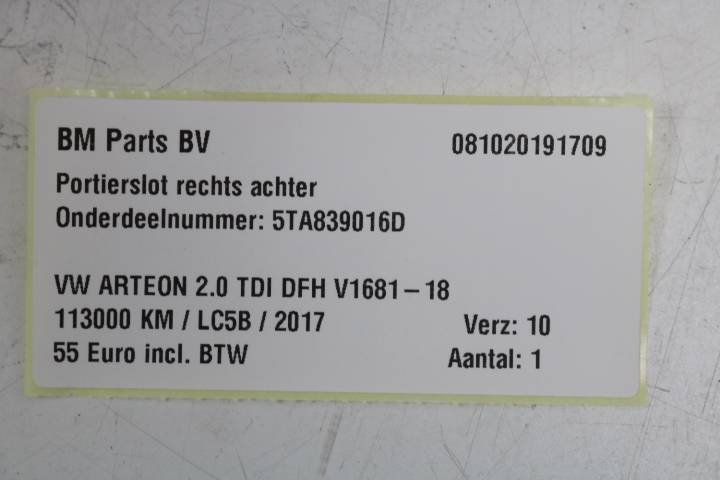 BM Parts BV 081020191709
Portierslot rechts achter
Onderdeelnummer: 5TA839016D
VW ARTEON 2.0 TDI DFH V1681-18
113000 KM / LC5B / 2017 Verz: 10
55 Euro incl. BTW Aantal: 1